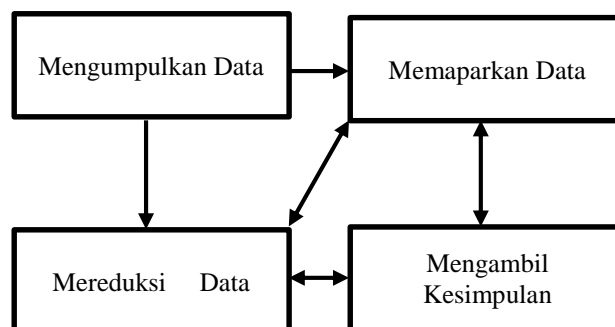 Mengumpulkan Data
Memaparkan Data
Mereduksi Data
Mengambil
Kesimpulan